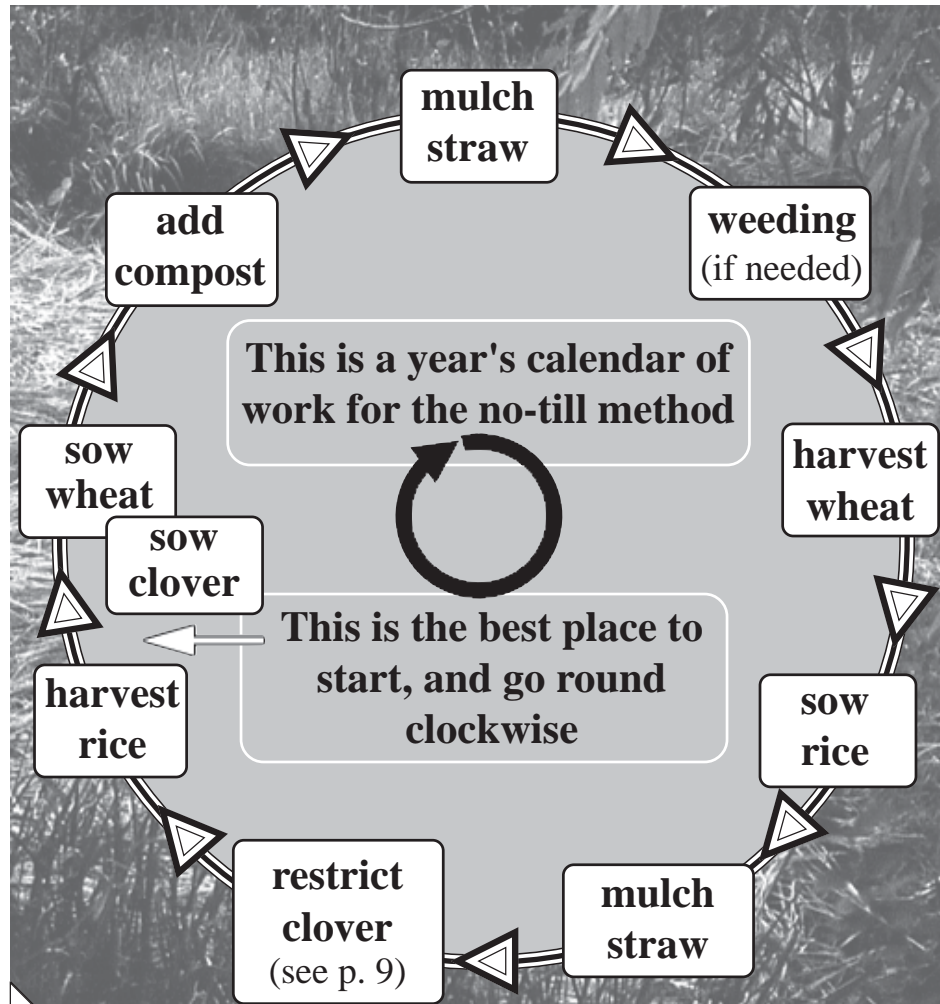 mulch
straw
add
compost
weeding
(if needed)
This is a year's calendar of
work for the no-till method
sow
wheat
harvest
wheat
sow
clover
This is the best place to
start, and go round
clockwise
harvest
rice
sow
rice
restrict
clover
(see p. 9)
mulch
straw